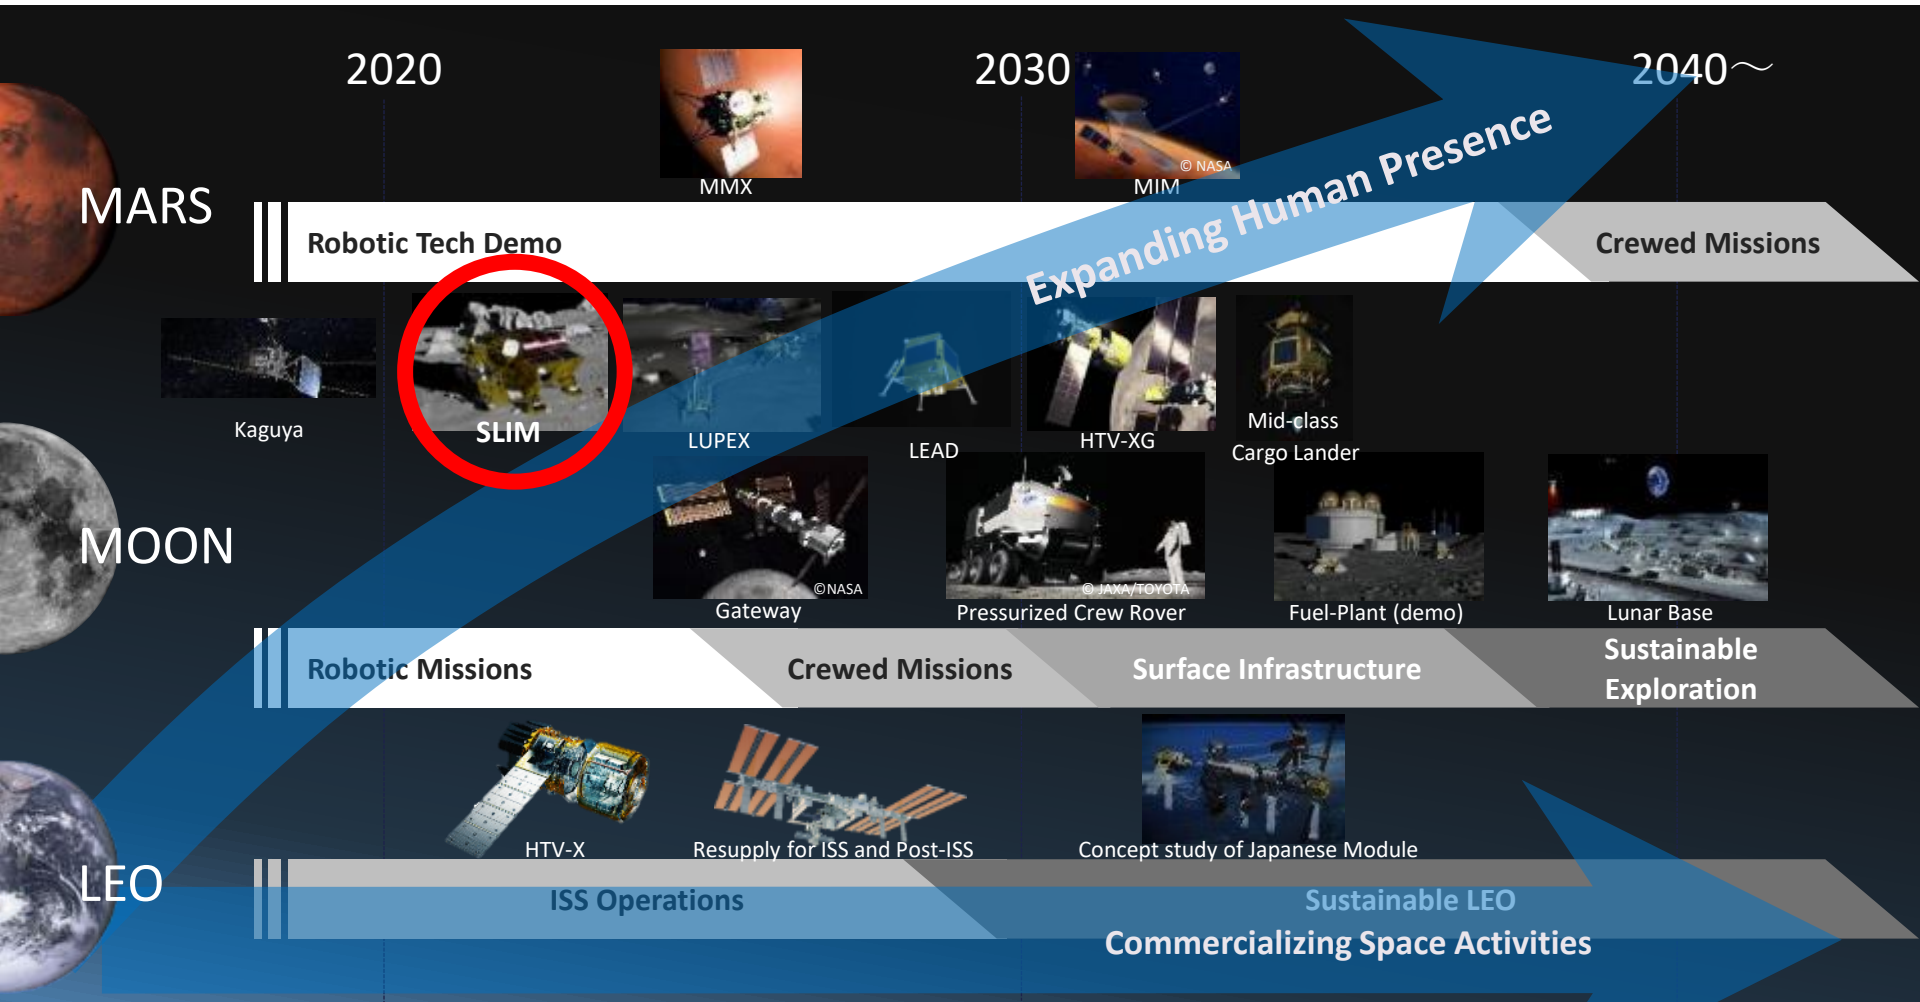 2020
2030
2040～
© NASA
MMX
MIM
MARS
Expanding Human Presence
Robotic Tech Demo
Crewed Missions
Kaguya
SLIM
LUPEX
LEAD
HTV-XG
Mid-class
Cargo Lander
MOON
©NASA
© JAXA/TOYOTA
Gateway
Pressurized Crew Rover
Fuel-Plant (demo)
Lunar Base
Robotic Missions
Crewed Missions
Surface Infrastructure
Sustainable
Exploration
HTV-X
Resupply for ISS and Post-ISS
Concept study of Japanese Module
LEO
ISS Operations
Sustainable LEO
Commercializing Space Activities